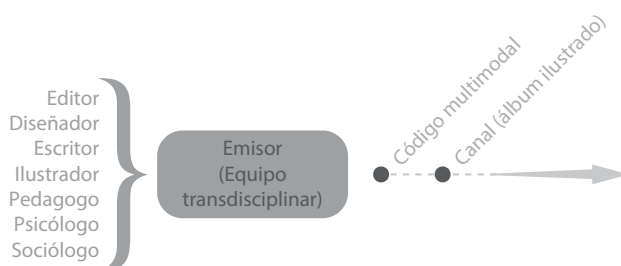 Editor
Diseñador
Escritor
Ilustrador
Pedagogo
Psicólogo
Sociólogo
Emisor
(Equipo
transdisciplinar)
Código multimodal
Canal (álbum ilustrado)